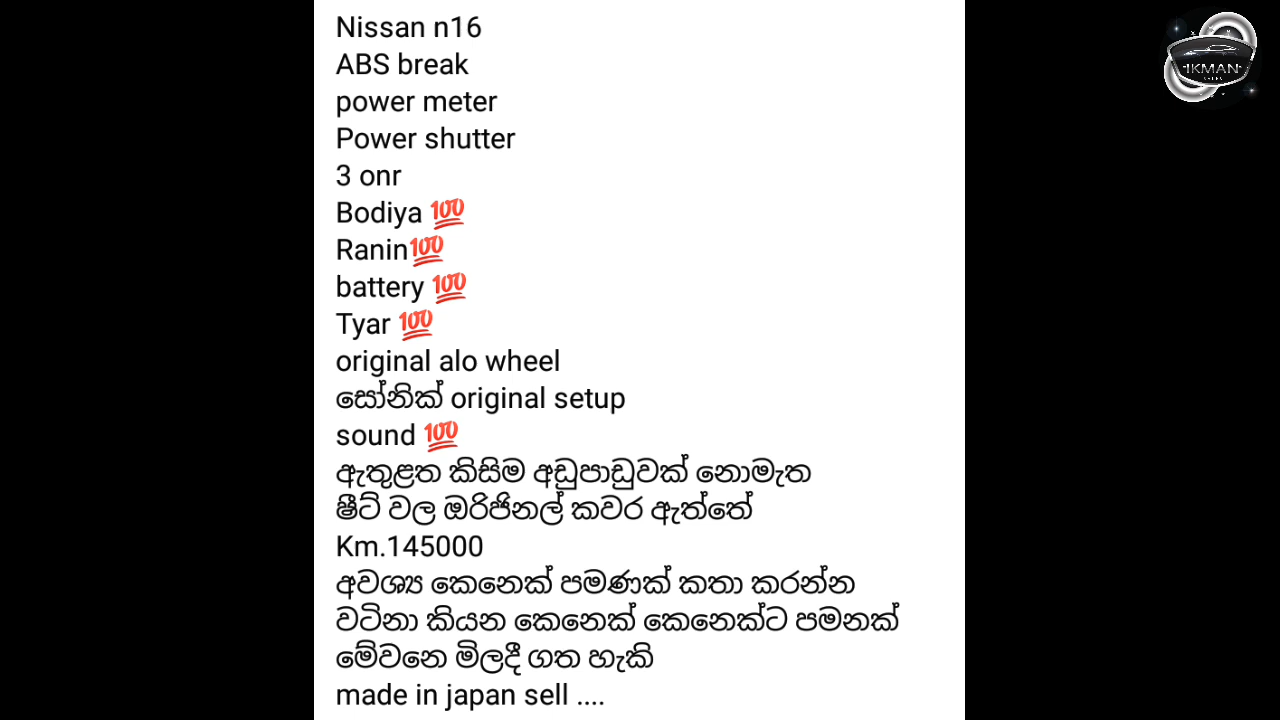 Nissan n16
ABS break
power meter
Power shutter
3 onr
Bodiya 💯
Ranin💯
battery 💯
Tyar 💯
original alo wheel
සෝනික් original setup
sound 💯
ඇතුළත කිසිම අඩුපාඩුවක් නොමැත
ෂීට් වල ඔරිජිනල් කවර ඇත්තේ
Km.145000
අවශ්‍ය කෙනෙක් පමණක් කතා කරන්න
වටිනා කියන කෙනෙක් කෙනෙක්ට පමනක්
මේවනෙ මිලදී ගත හැකි
made in japan sell ....
IKMAN